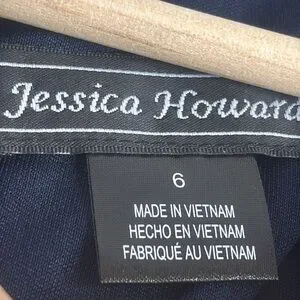 Jessica Howard
6
MADE IN VIETNAM
HECHO EN VIETNAM
FABRIQUÉ AU VIETNAM